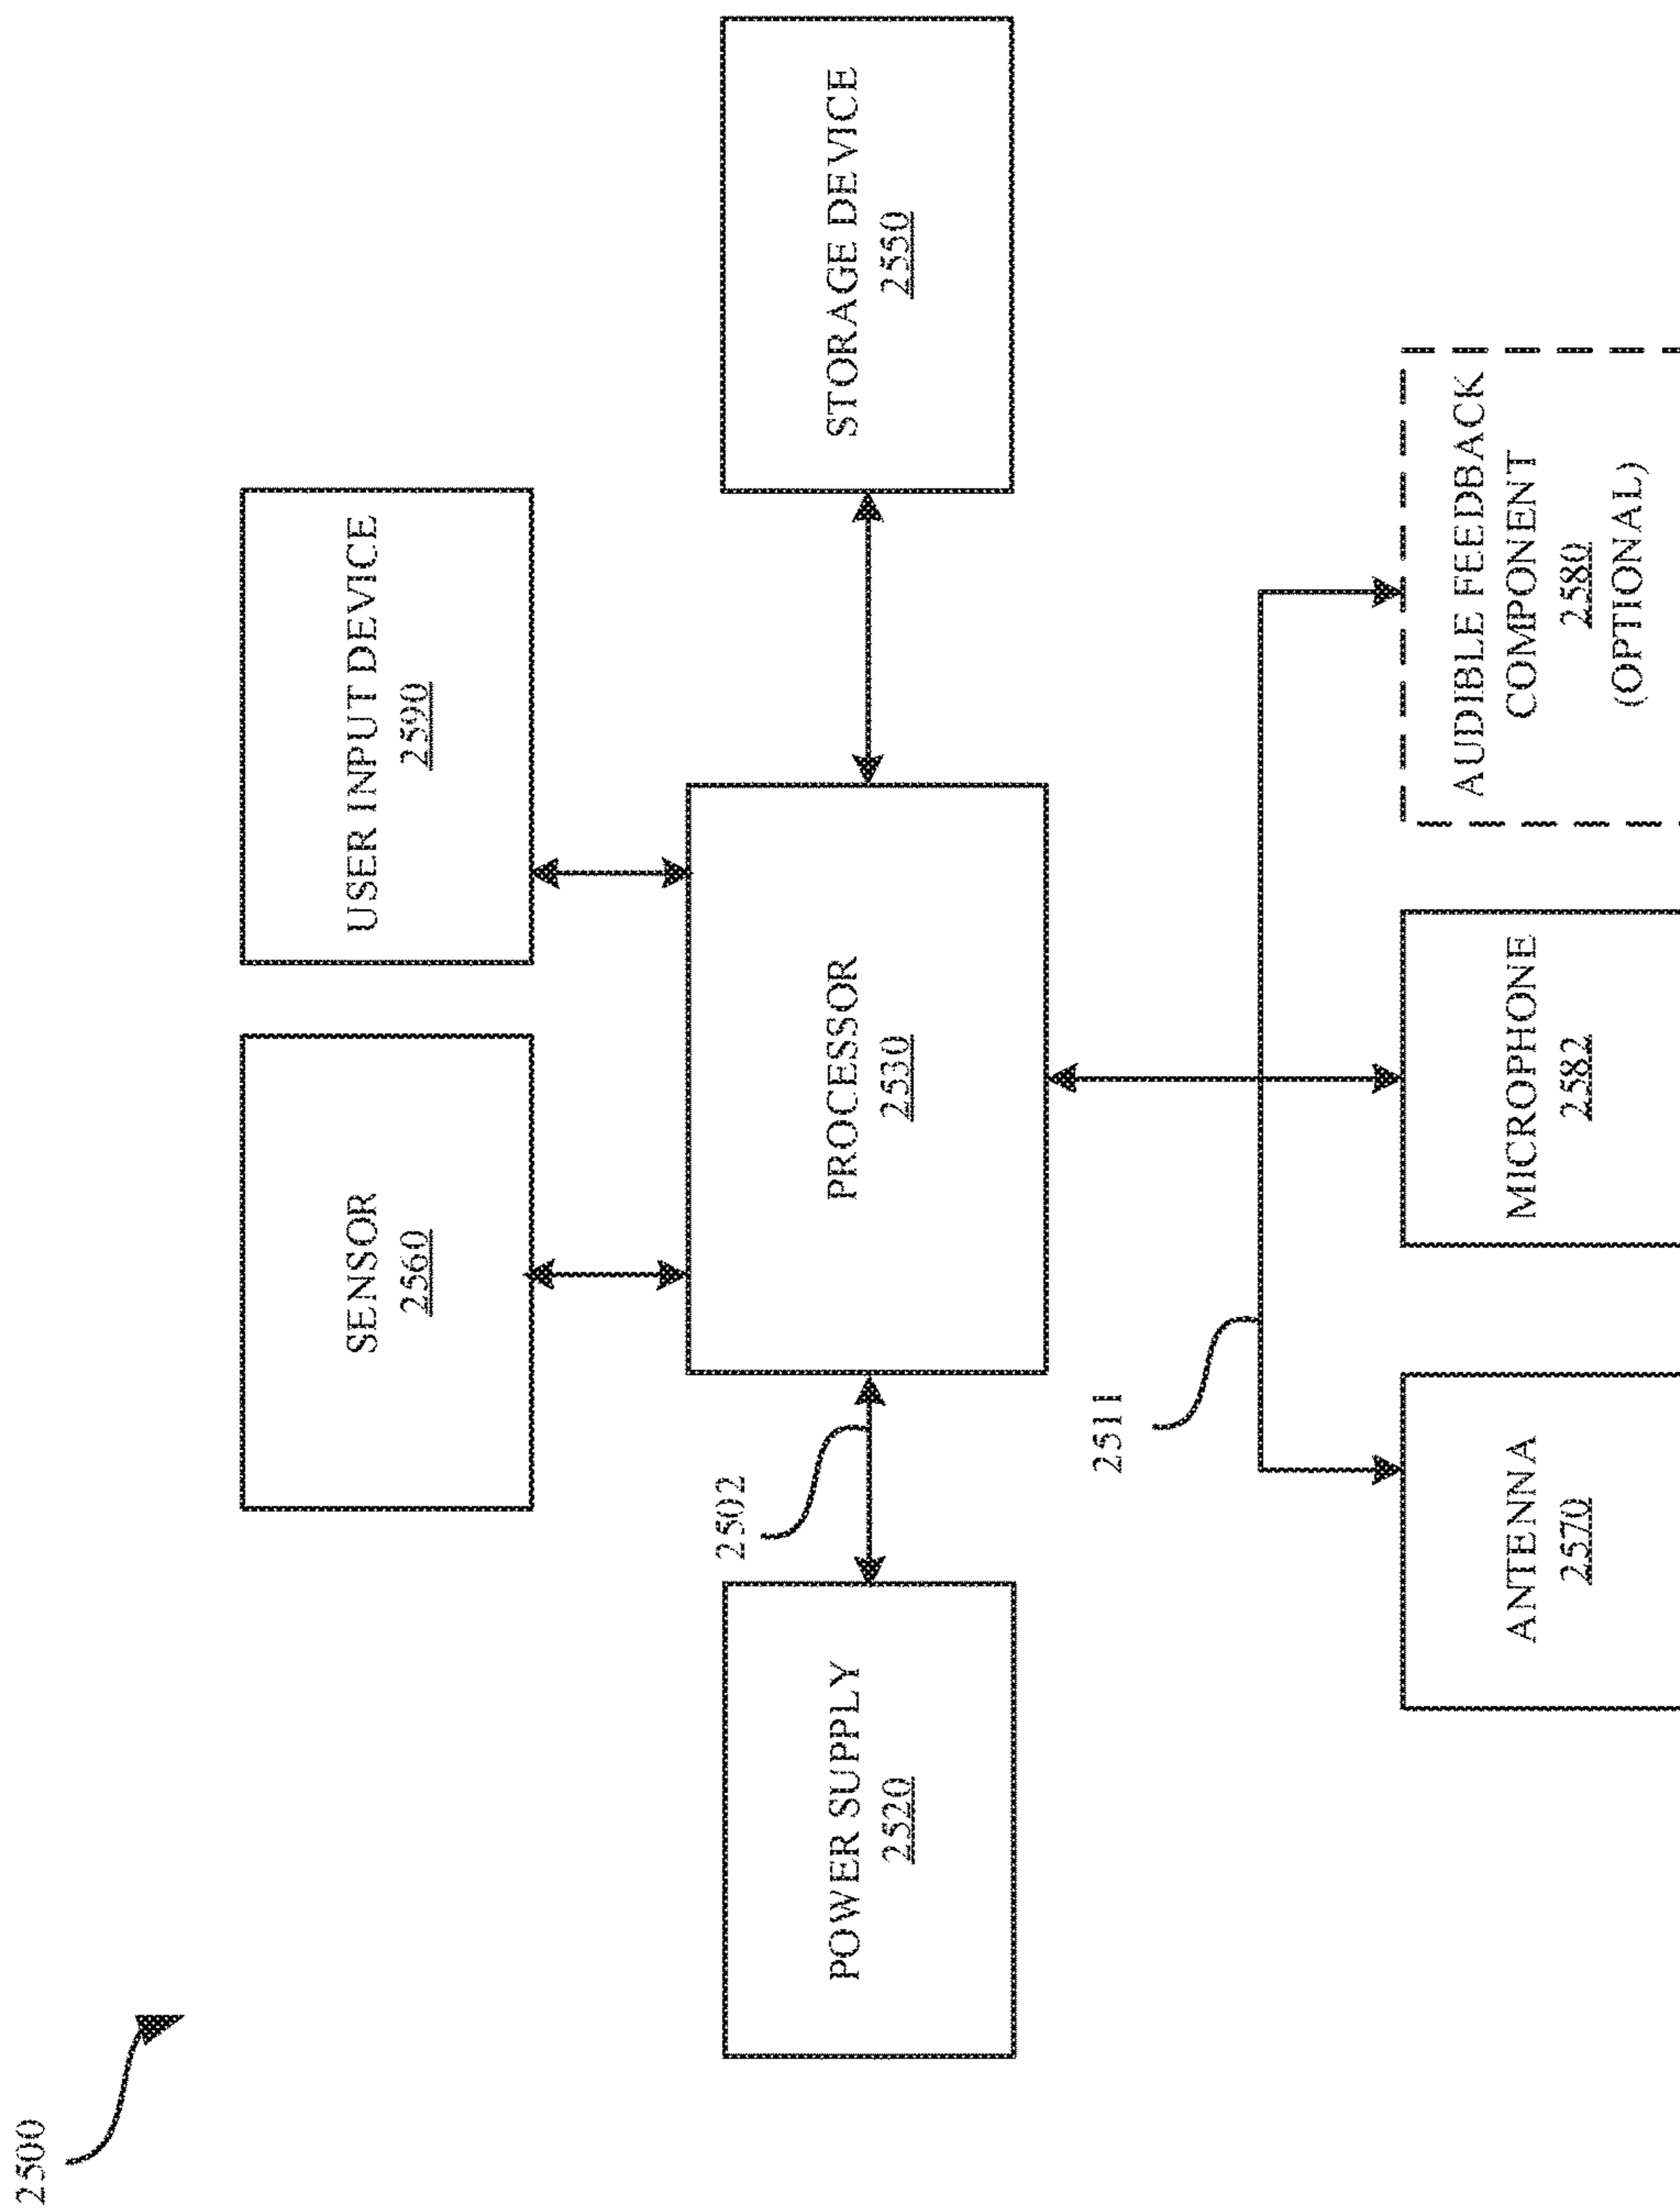 2500
SENSOR
2560
USER INPUT DEVICE
2590
2502
POWER SUPPLY
2520
PROCESSOR
2530
STORAGE DEVICE
2550
2511
ANTENNA
2570
MICROPHONE
2582
AUDIBLE FEEDBACK
COMPONENT
2580
(OPTIONAL)